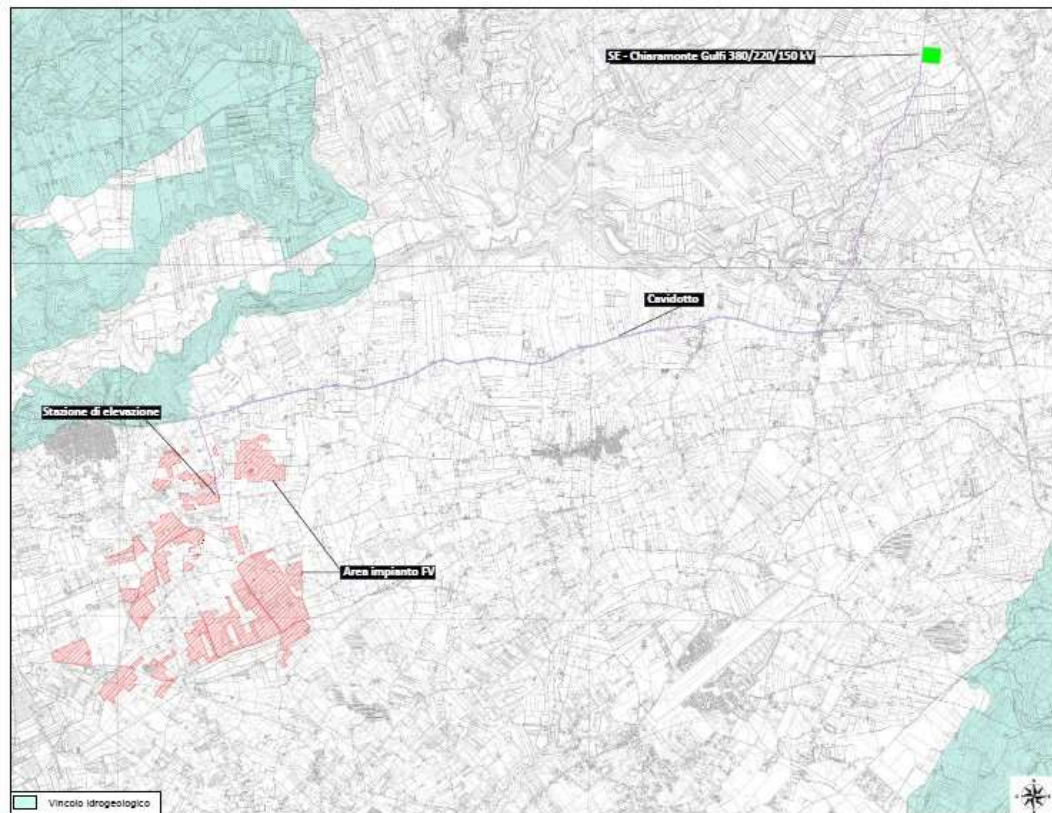 SE - Chiaramonte Gulfi 380/220/150 kV
Cavidotto
Stazione di elevazione
Area impianto FV
Vincolo Idrogeologico